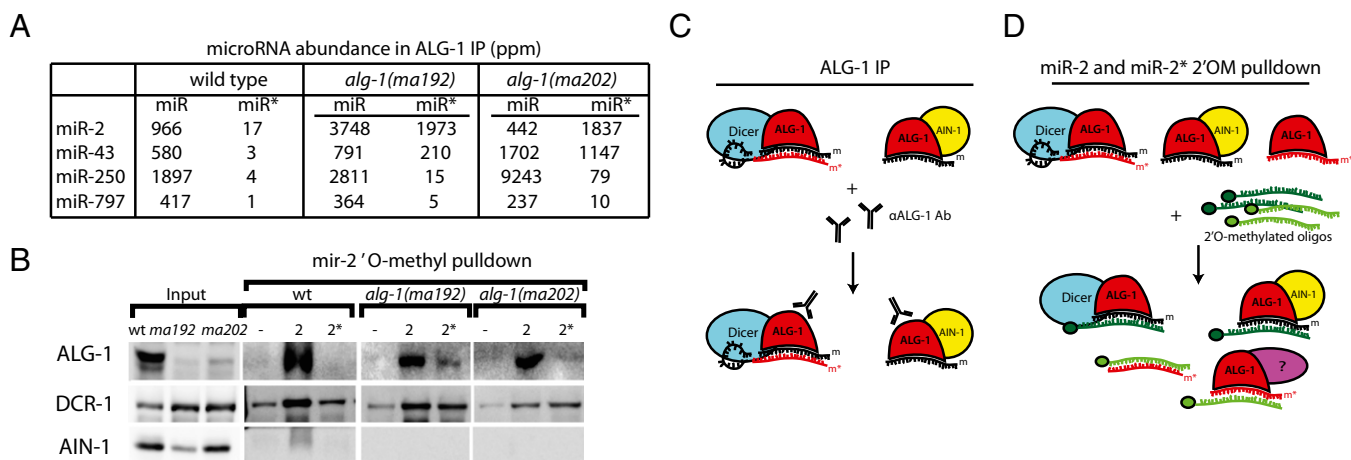 A
microRNA abundance in ALG-1 IP (ppm)
wild type alg-1(ma192) alg-1(ma202)
miR miR* miR miR* miR miR*
miR-2 966 17 3748 1973 442 1837
miR-43 580 3 791 210 1702 1147
miR-250 1897 4 2811 15 9243 79
miR-797 417 1 364 5 237 10
B
mir-2 ’O-methyl pulldown
Input wt alg-1(ma192) alg-1(ma202)
wt ma192 ma202 - 2 2* - 2 2* - 2 2*
ALG-1
DCR-1
AIN-1
C
ALG-1 IP
Dicer ALG-1 m m*
ALG-1 AIN-1 m
+
αALG-1 Ab
Dicer ALG-1 m m*
ALG-1 AIN-1 m
D
miR-2 and miR-2* 2'OM pulldown
Dicer ALG-1 m m*
ALG-1 AIN-1 m
ALG-1 m*
+
2'O-methylated oligos
Dicer ALG-1 m
ALG-1 AIN-1 m
m*
ALG-1 ? m*